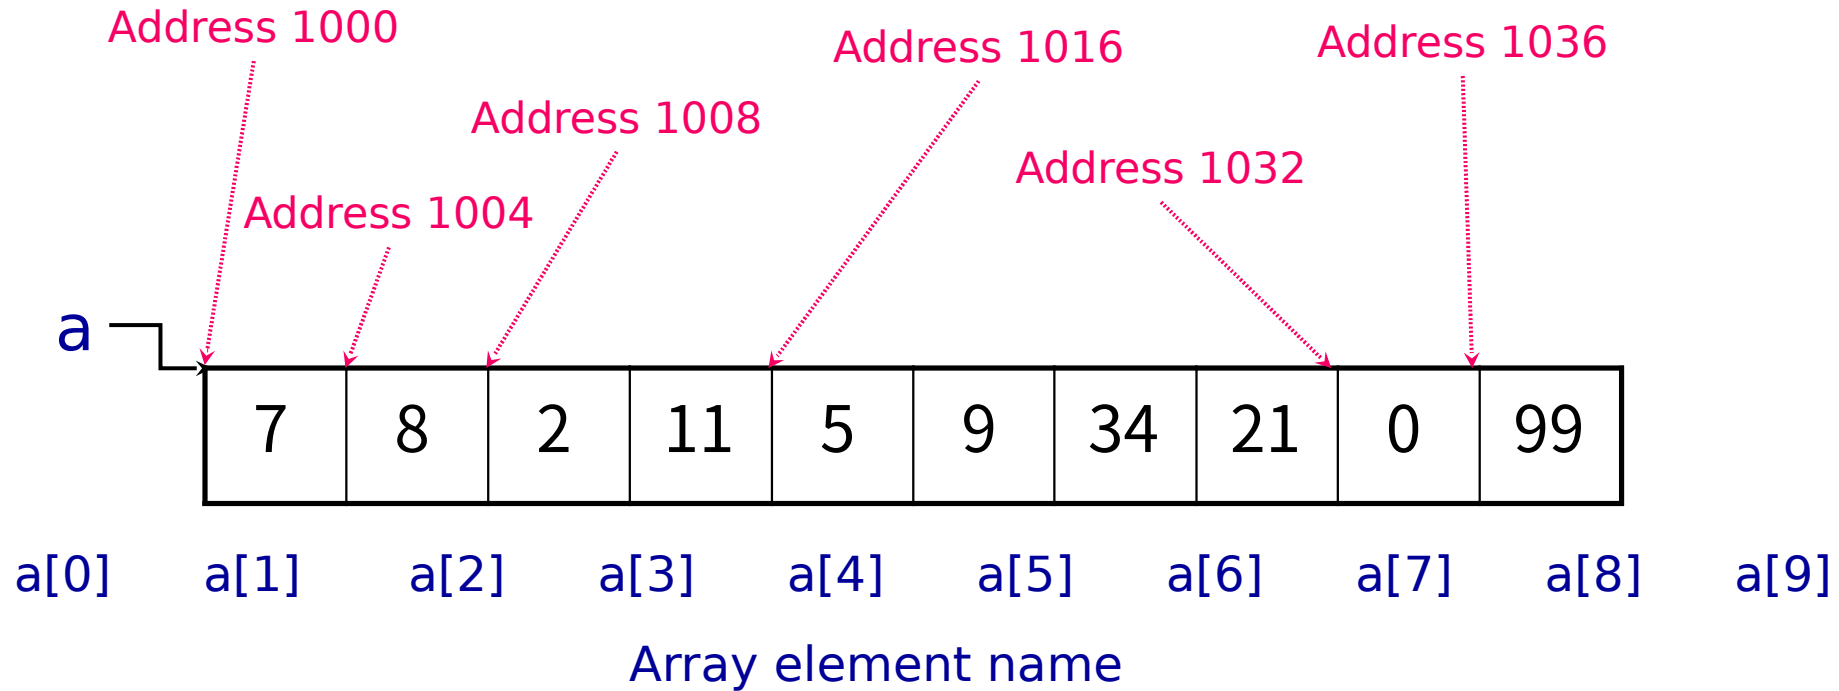 Address 1000
Address 1016
Address 1036
Address 1008
Address 1032
Address 1004
a
7 8 2 11 5 9 34 21 0 99
a[0] a[1] a[2] a[3] a[4] a[5] a[6] a[7] a[8] a[9]
Array element name